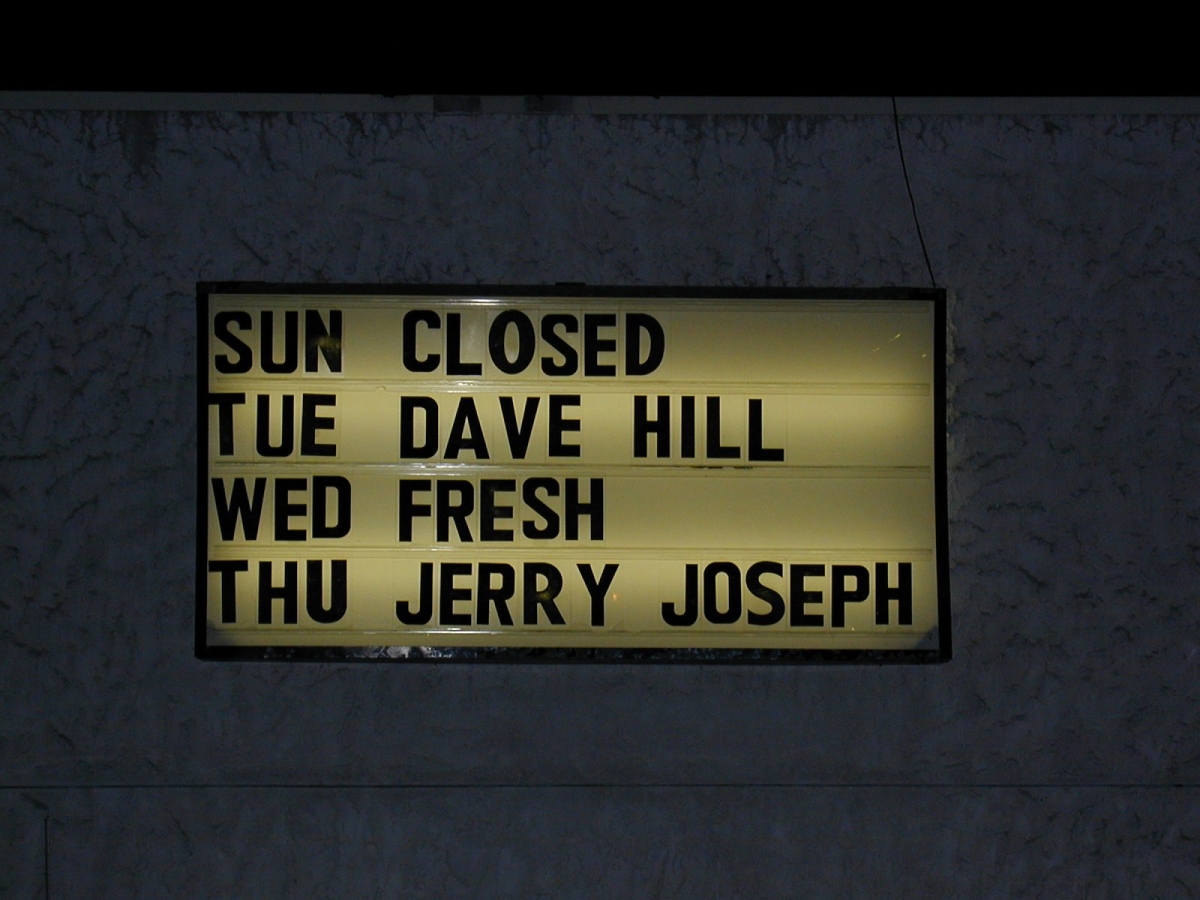 SUN CLOSED
TUE DAVE HILL
WED FRESH
THU JERRY JOSEPH